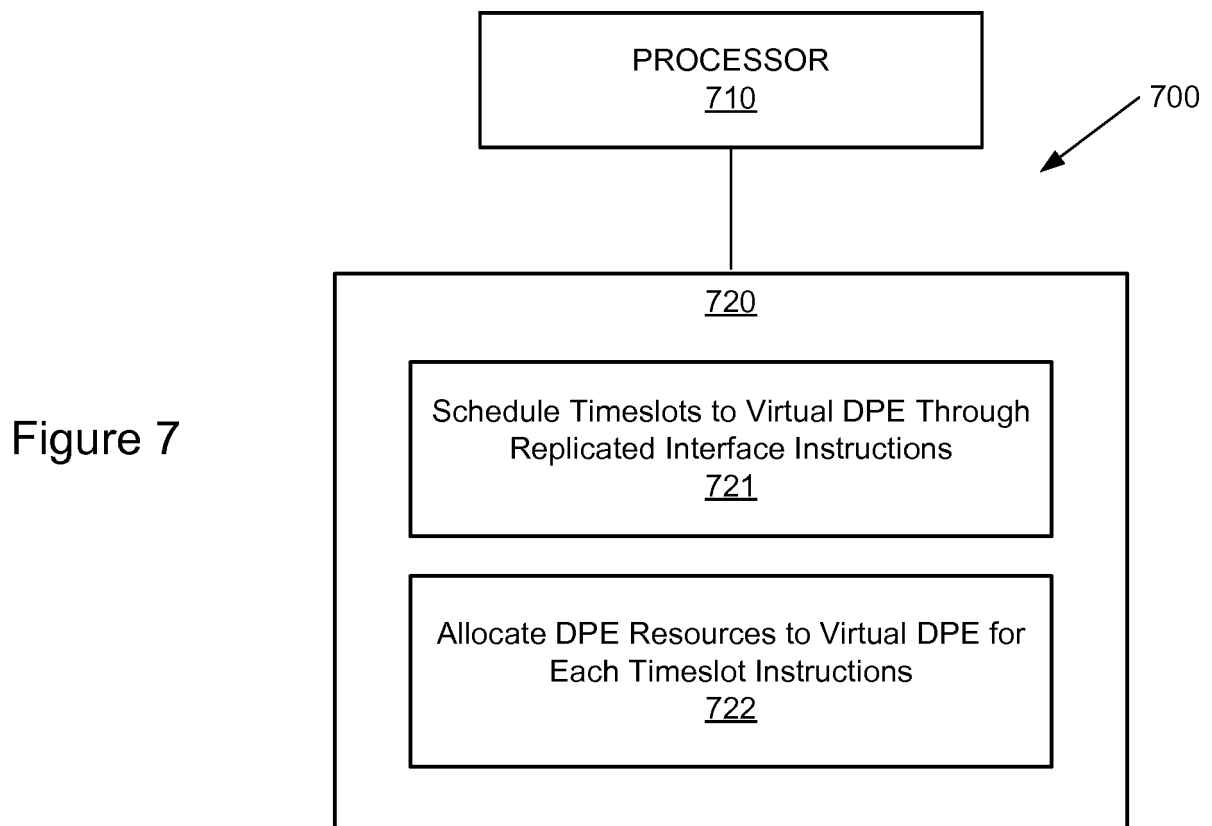 PROCESSOR
710
700
720
Schedule Timeslots to Virtual DPE Through
Replicated Interface Instructions
721
Figure 7
Allocate DPE Resources to Virtual DPE for
Each Timeslot Instructions
722